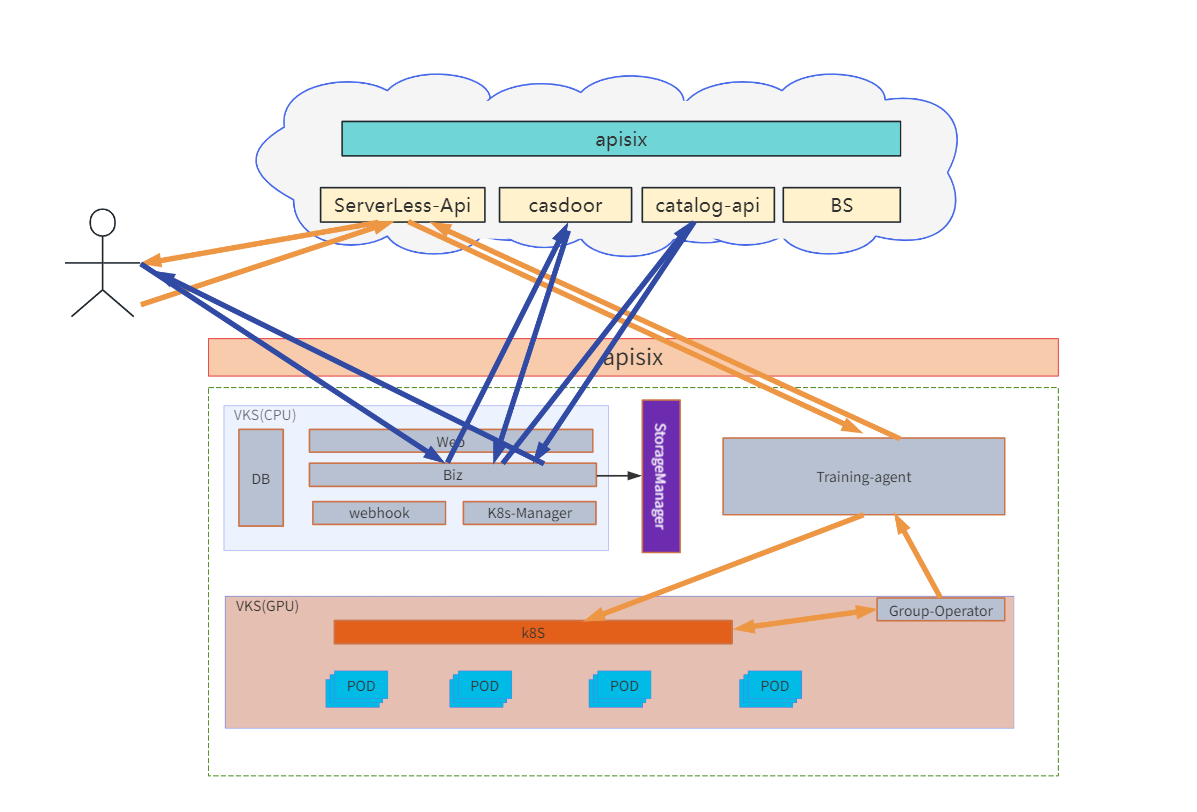 apisix
ServerLess-Api
casdoor
catalog-api
BS
apisix
VKS(CPU)
DB
Web
Biz
webhook
K8s-Manager
StorageManager
Training-agent
VKS(GPU)
Group-Operator
k8S
POD
POD
POD
POD